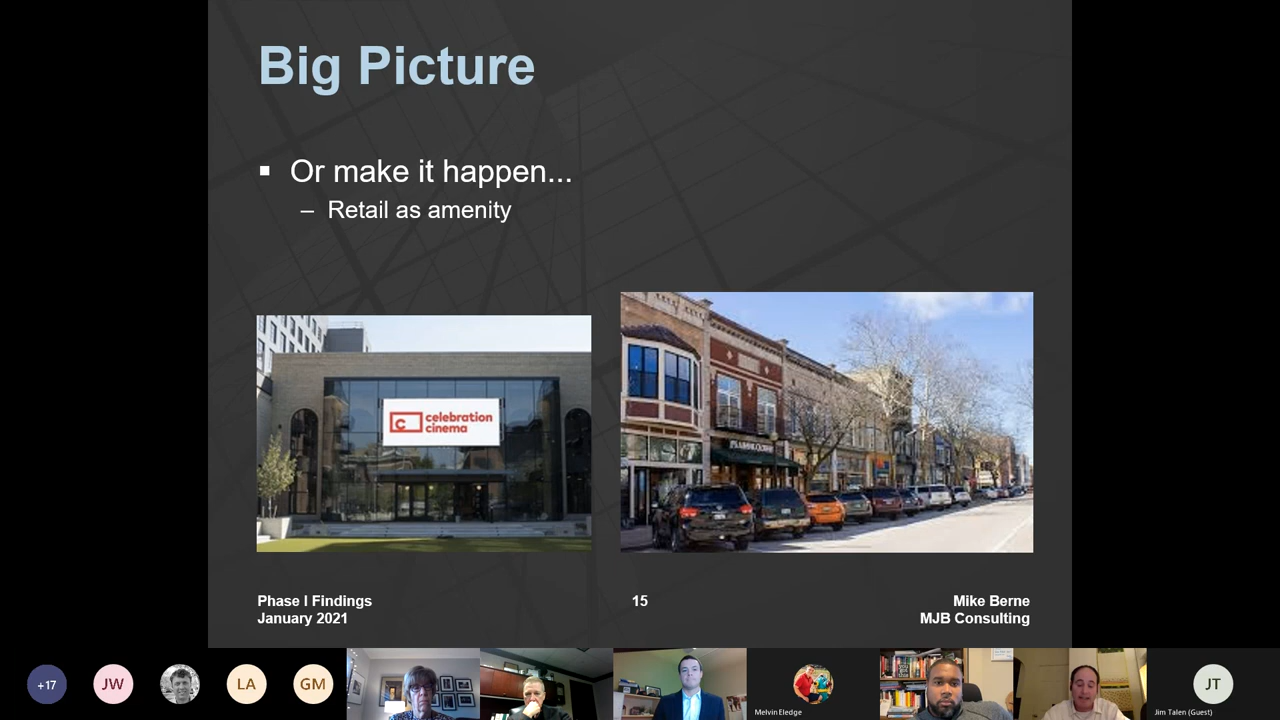 Big Picture
Or make it happen...
– Retail as amenity
celebration
cinema
Phase I Findings
January 2021
15
Mike Berne
MJB Consulting
+17
JW
LA
GM
Melvin Eledge
Jim Talen (Guest)
JT